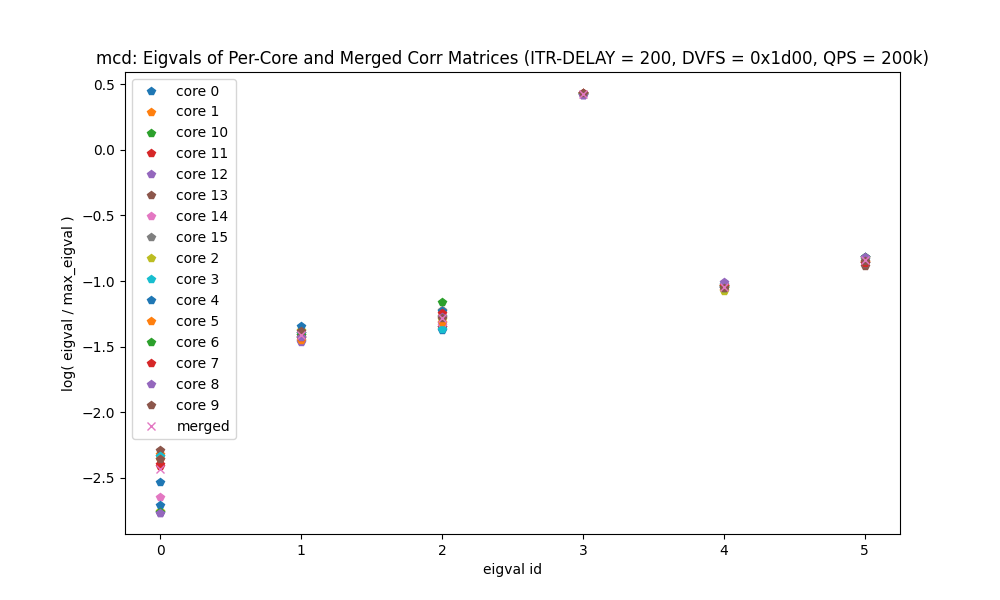 mcd: Eigvals of Per-Core and Merged Corr Matrices (ITR-DELAY = 200, DVFS = 0x1d00, QPS = 200k)
log( eigval / max_eigval )
0.5
0.0
−0.5
−1.0
−1.5
−2.0
−2.5
core 0
core 1
core 10
core 11
core 12
core 13
core 14
core 15
core 2
core 3
core 4
core 5
core 6
core 7
core 8
core 9
merged
0 1 2 3 4 5
eigval id